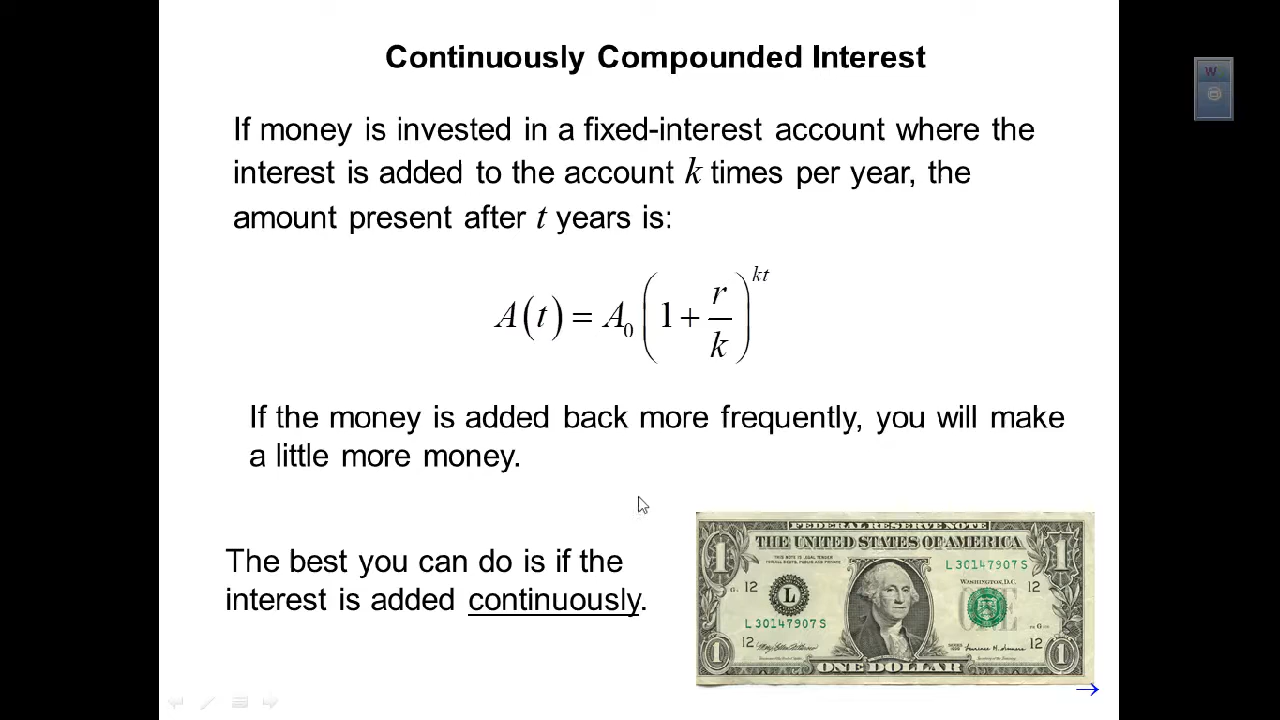 Continuously Compounded Interest
If money is invested in a fixed-interest account where the
interest is added to the account k times per year, the
amount present after t years is:
A(t) = A₀(1 + r/k)^{kt}
If the money is added back more frequently, you will make
a little more money.
The best you can do is if the
interest is added continuously.
FEDERAL RESERVE NOTE
THE UNITED STATES OF AMERICA
L 30147907 S
WASHINGTON, D.C.
12
12
L
ONE
L 30147907 S
12
12
1
1
1
1
ONE DOLLAR
→
W